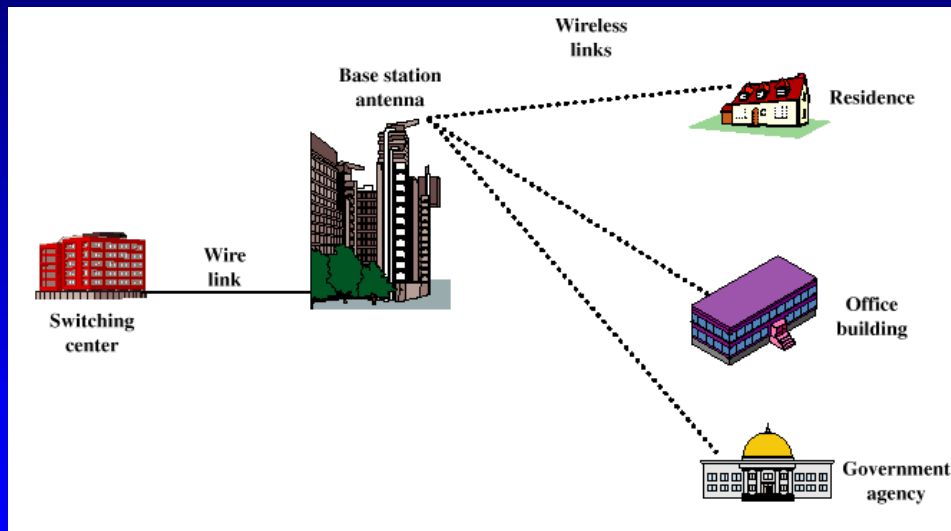 Wireless
links
Base station
antenna
Residence
Wire
link
Switching
center
Office
building
Government
agency